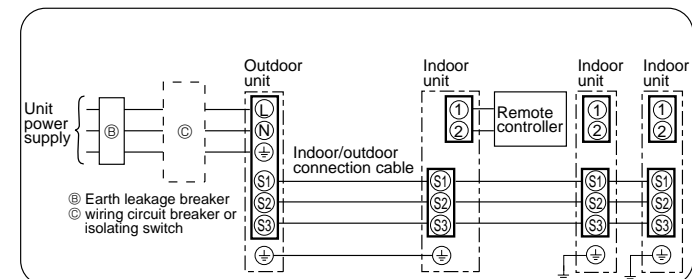 Outdoor
unit
Indoor
unit
Indoor
unit
Indoor
unit
Unit
power
supply
Ⓑ
Ⓒ
L
N
1
2
Remote
controller
1
2
1
2
Indoor/outdoor
connection cable
S1
S2
S3
S1
S2
S3
S1
S2
S3
S1
S2
S3
Ⓑ Earth leakage breaker
Ⓒ wiring circuit breaker or
isolating switch